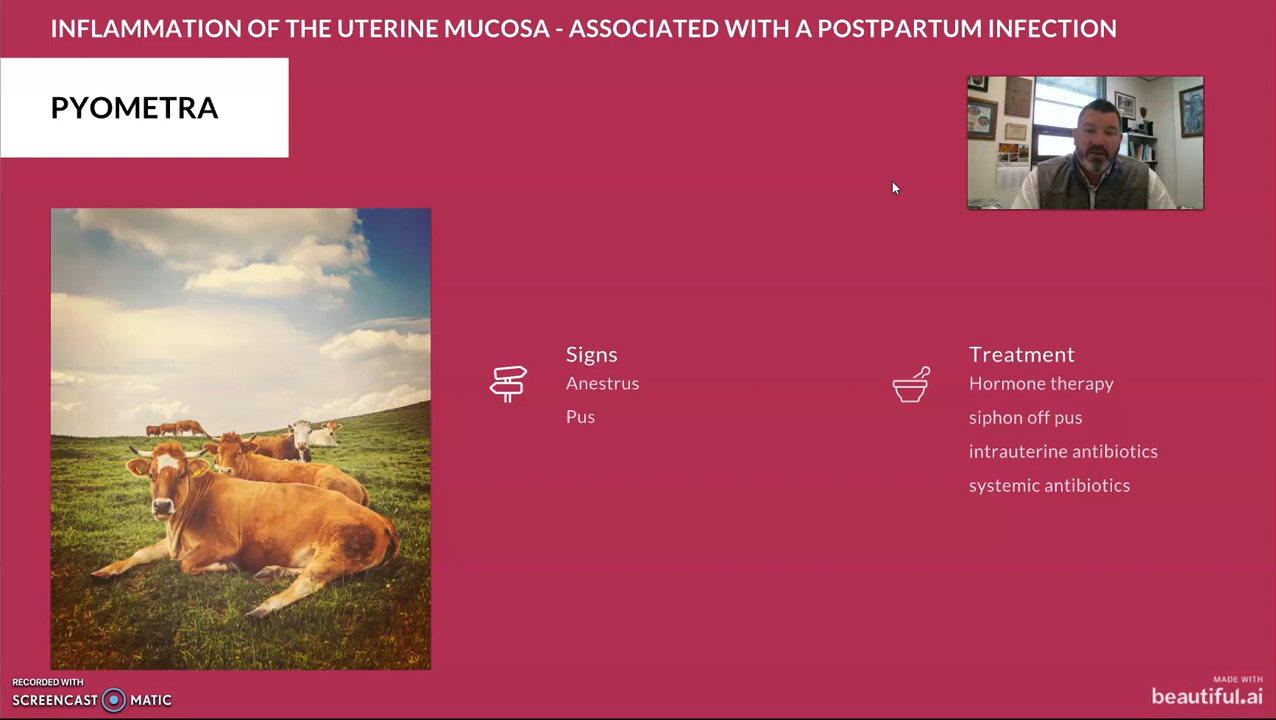 INFLAMMATION OF THE UTERINE MUCOSA - ASSOCIATED WITH A POSTPARTUM INFECTION
PYOMETRA
Signs
Anestrus
Pus
Treatment
Hormone therapy
siphon off pus
intrauterine antibiotics
systemic antibiotics
RECORDED WITH
SCREENCAST MATIC
MADE WITH
beautiful.ai